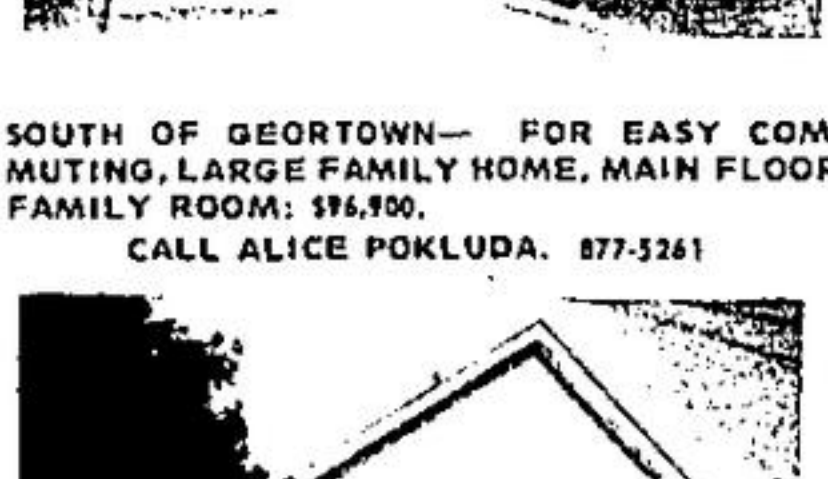 SOUTH OF GEORTOWN— FOR EASY COM
MUTING, LARGE FAMILY HOME, MAIN FLOOR
FAMILY ROOM: $96,900.
CALL ALICE POKLUDA. 877-5261